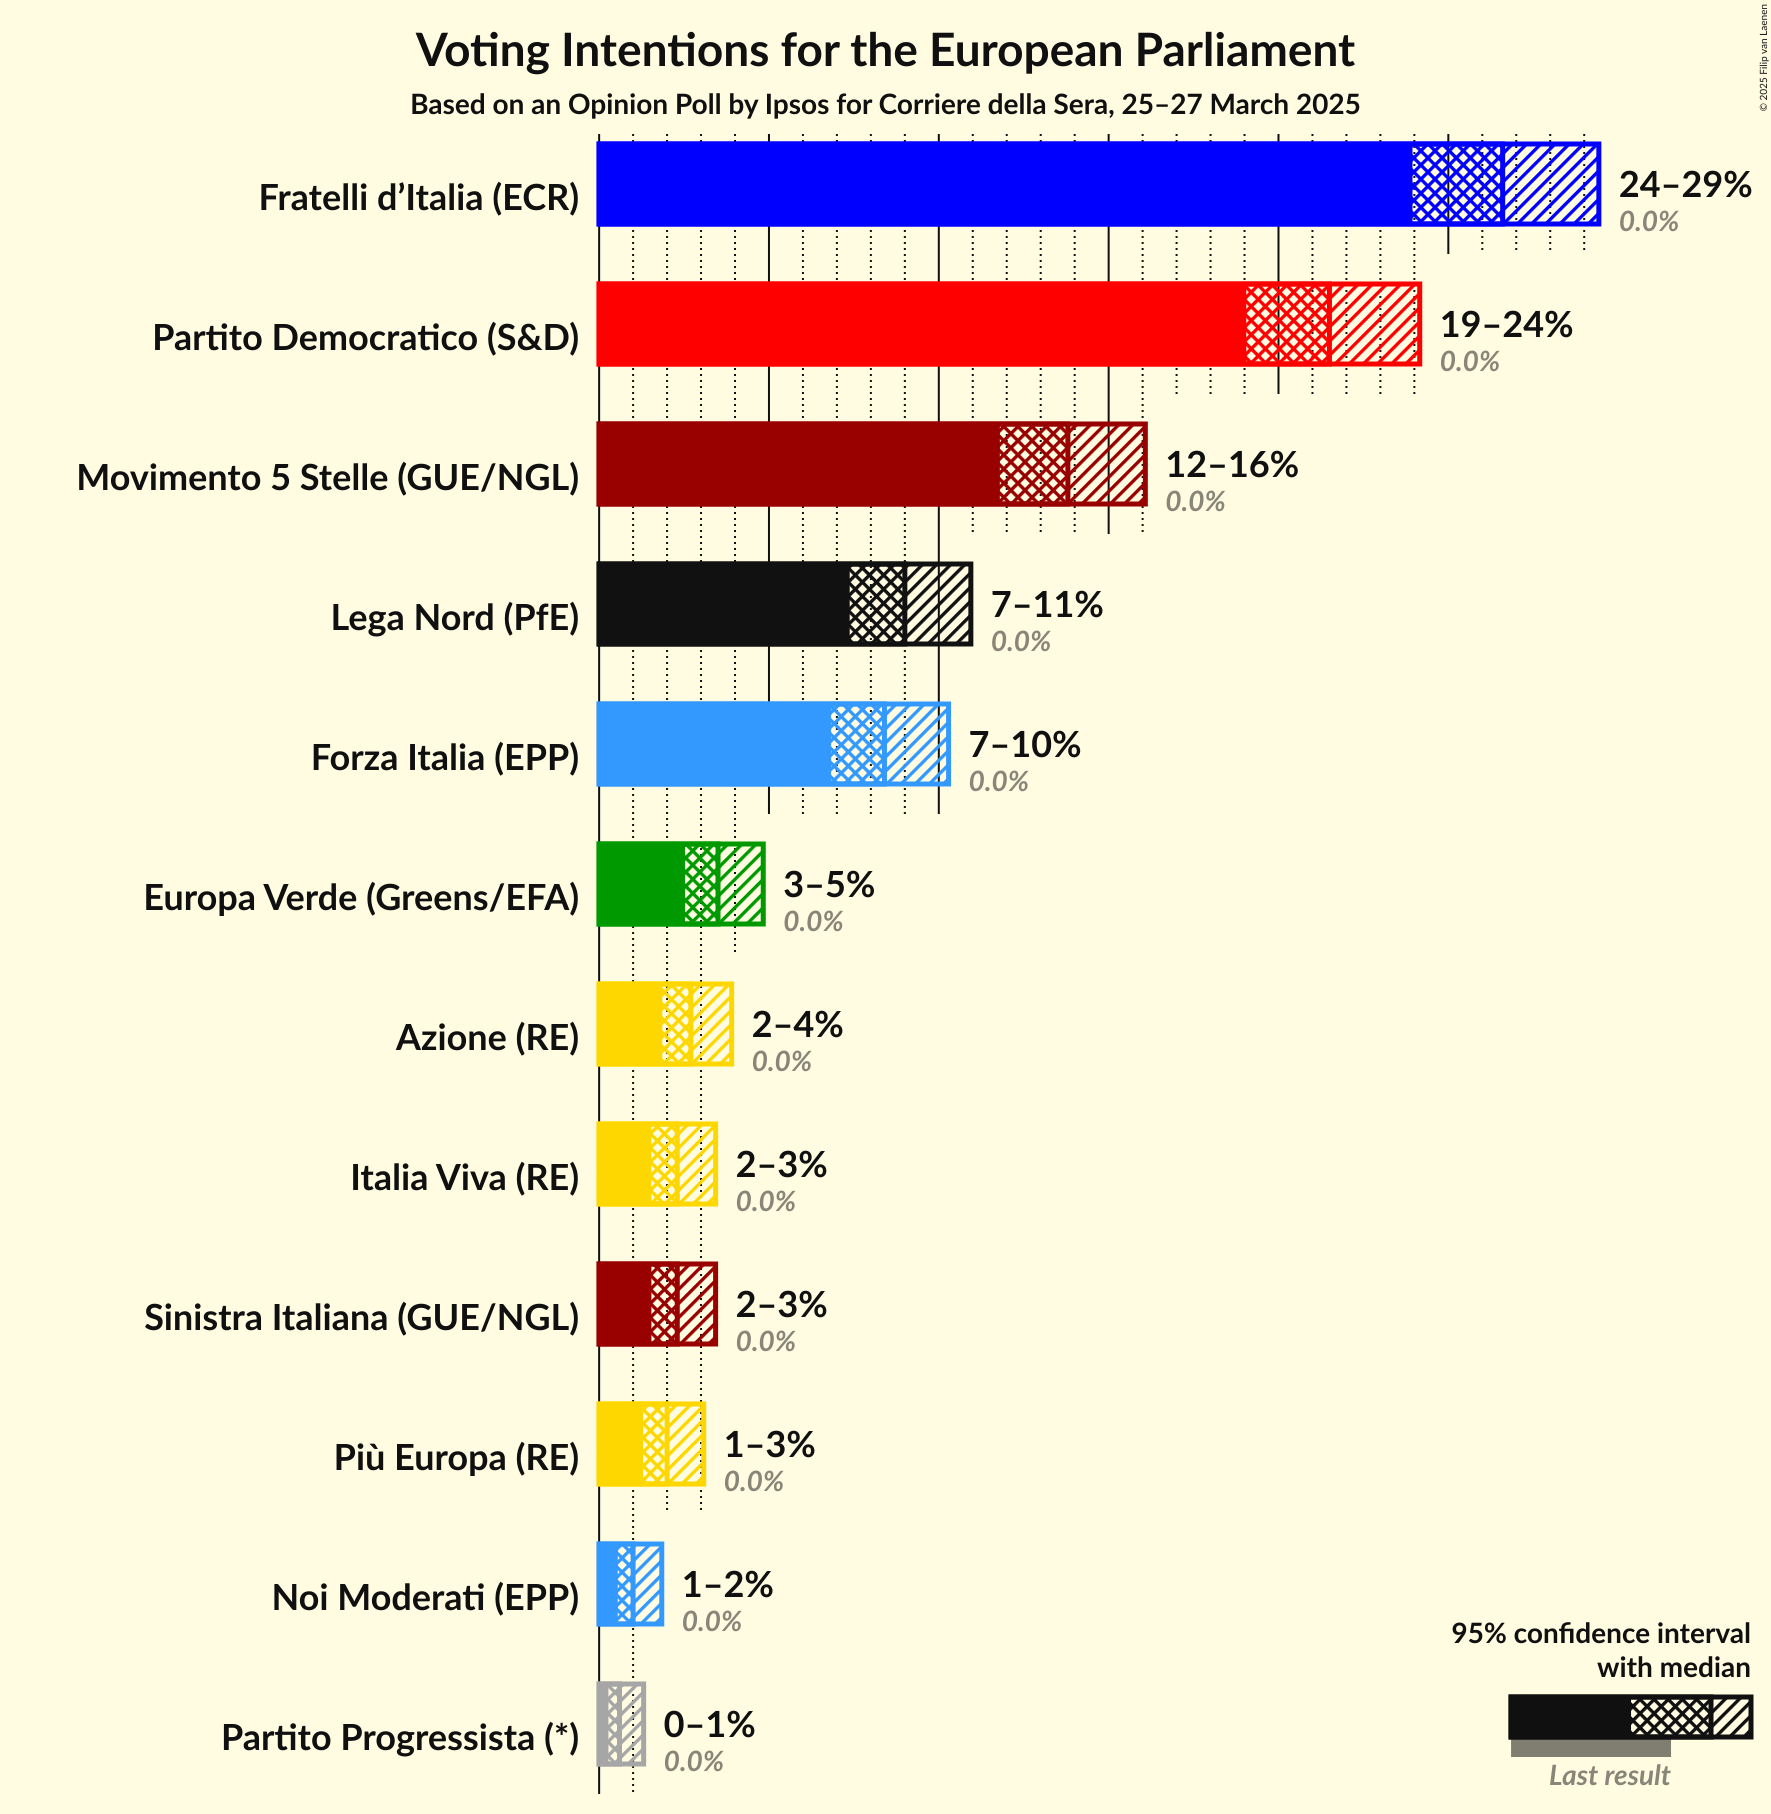 Voting Intentions for the European Parliament
Based on an Opinion Poll by Ipsos for Corriere della Sera, 25–27 March 2025
© 2025 Filip van Laenen
Fratelli d’Italia (ECR)
24–29%
0.0%
Partito Democratico (S&D)
19–24%
0.0%
Movimento 5 Stelle (GUE/NGL)
12–16%
0.0%
Lega Nord (PfE)
7–11%
0.0%
Forza Italia (EPP)
7–10%
0.0%
Europa Verde (Greens/EFA)
3–5%
0.0%
Azione (RE)
2–4%
0.0%
Italia Viva (RE)
2–3%
0.0%
Sinistra Italiana (GUE/NGL)
2–3%
0.0%
Più Europa (RE)
1–3%
0.0%
Noi Moderati (EPP)
1–2%
0.0%
Partito Progressista (*)
0–1%
0.0%
95% confidence interval
with median
Last result